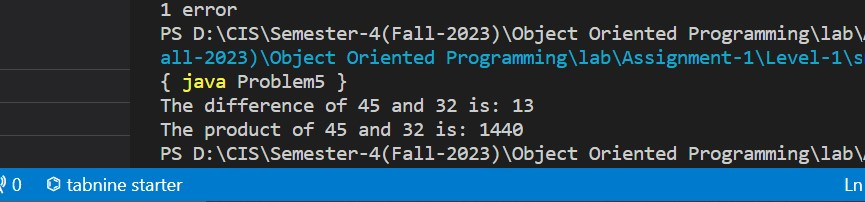 1 error
PS D:\CIS\Semester-4(Fall-2023)\Object Oriented Programming\lab\
all-2023)\Object Oriented Programming\lab\Assignment-1\Level-1\s
{ java Problem5 }
The difference of 45 and 32 is: 13
The product of 45 and 32 is: 1440
PS D:\CIS\Semester-4(Fall-2023)\Object Oriented Programming\lab\
0 tabnine starter Ln